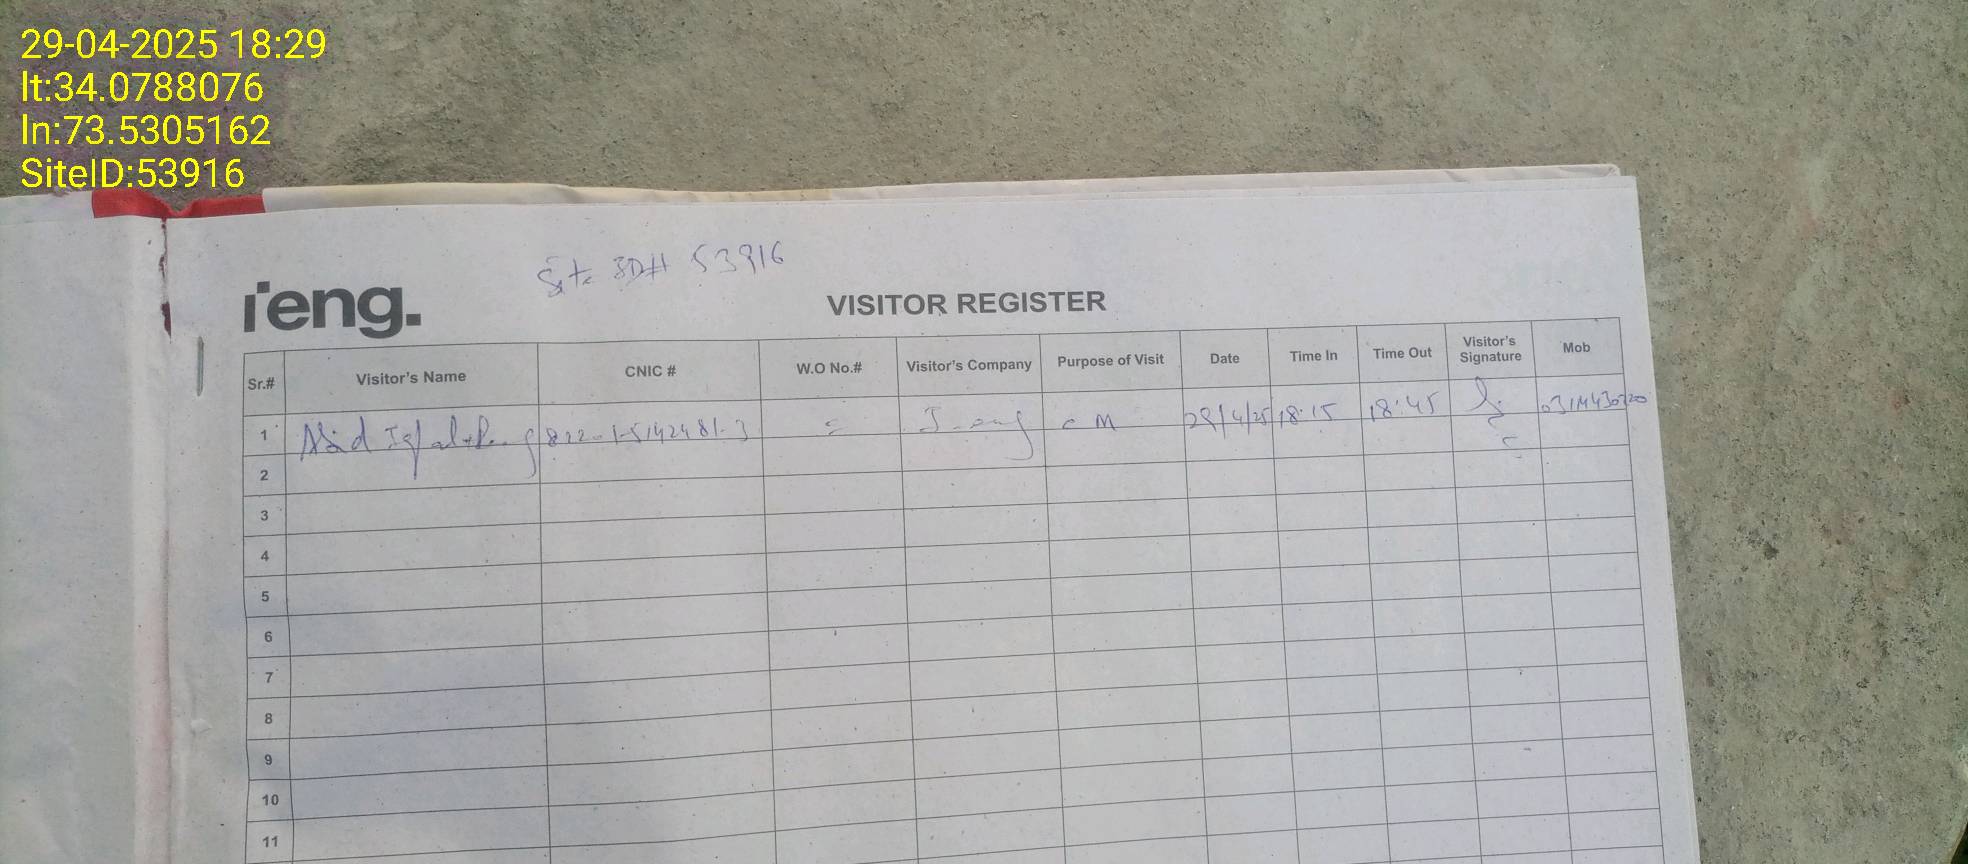 29-04-2025 18:29
lt:34.0788076
ln:73.5305162
SiteID:53916
Site ID# 53916
i'eng.
VISITOR REGISTER
Sr.# Visitor's Name CNIC # W.O No.# Visitor's Company Purpose of Visit Date Time In Time Out Visitor's Signature Mob
1 Abid Iqbal 18:15 18:45
2
3
4
5
6
7
8
9
10
11